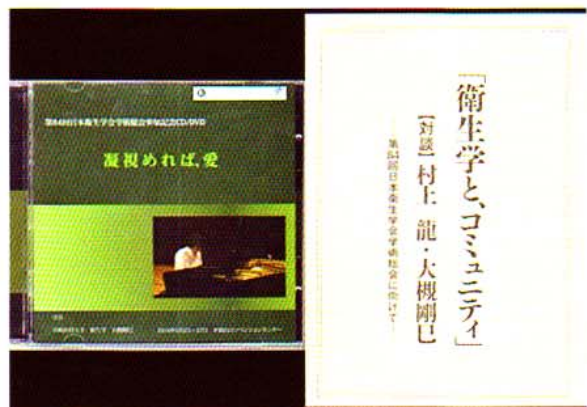 第84回日本衛生学会学術総会参加記念CD/DVD
凝視めれば、愛
「衛生学と、コミュニティ」
【対談】村上 龍・大槻剛巳
―第84回日本衛生学会学術総会に向けて―